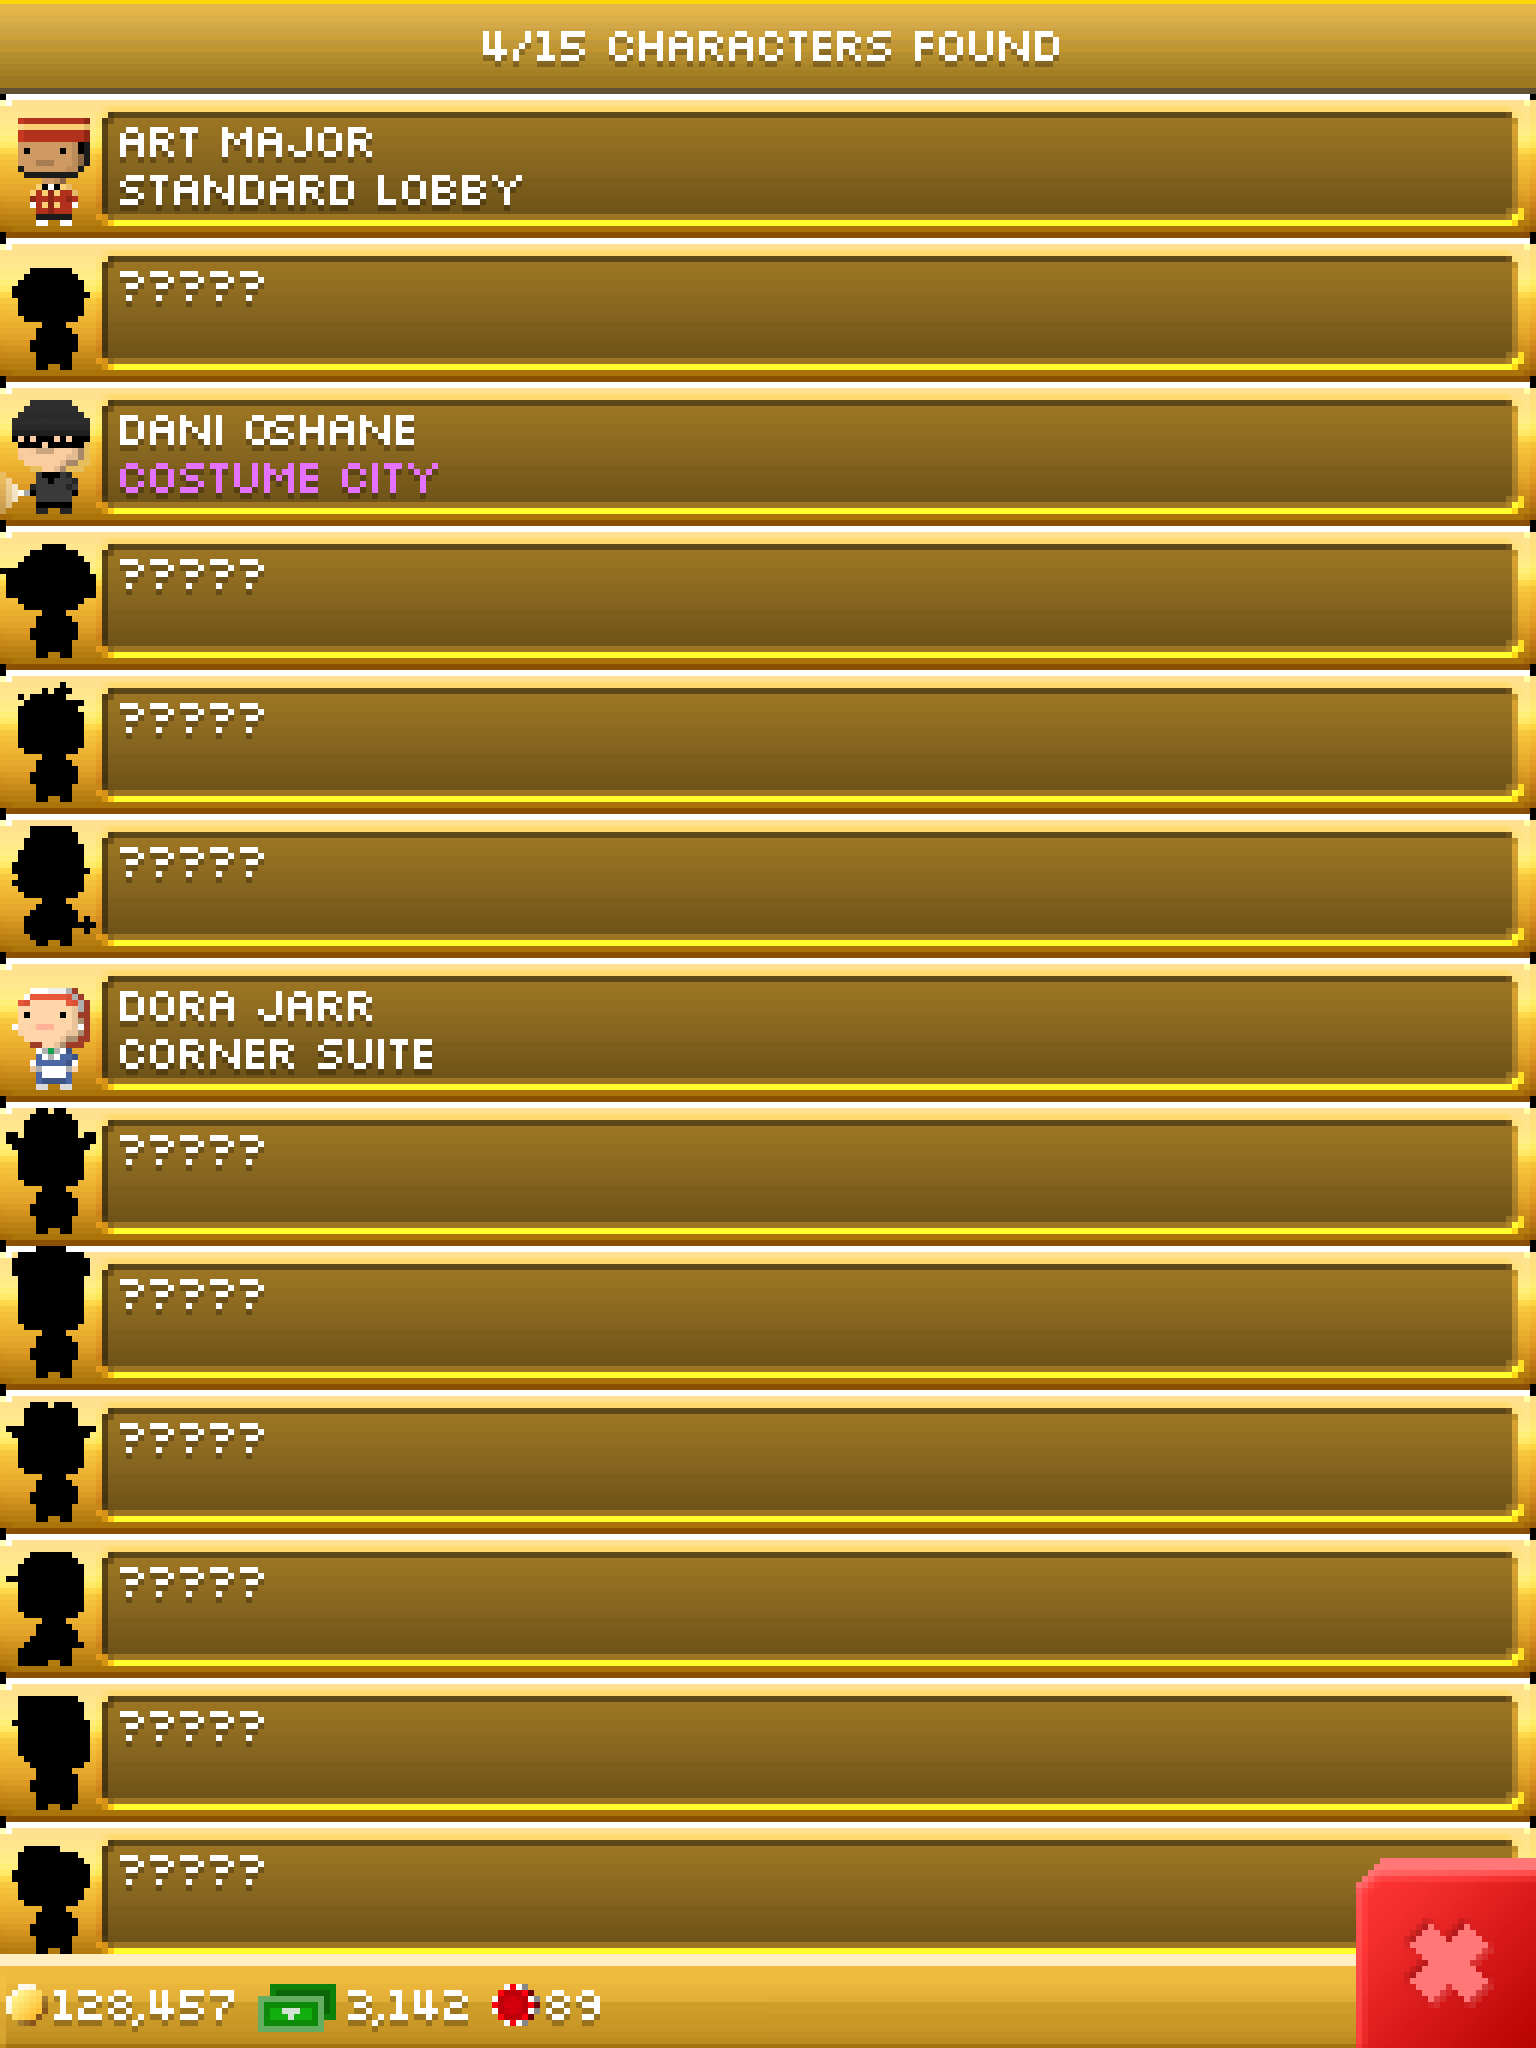 4/15 CHARACTERS FOUND
ART MAJOR
STANDARD LOBBY
?????
DANI OSHANE
COSTUME CITY
?????
?????
?????
DORA JARR
CORNER SUITE
?????
?????
?????
?????
?????
?????
128,457 3,142 89